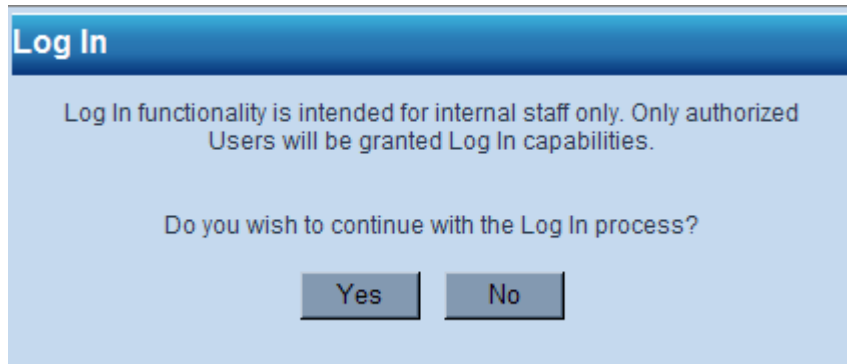 Log In
Log In functionality is intended for internal staff only. Only authorized
Users will be granted Log In capabilities.
Do you wish to continue with the Log In process?
Yes No